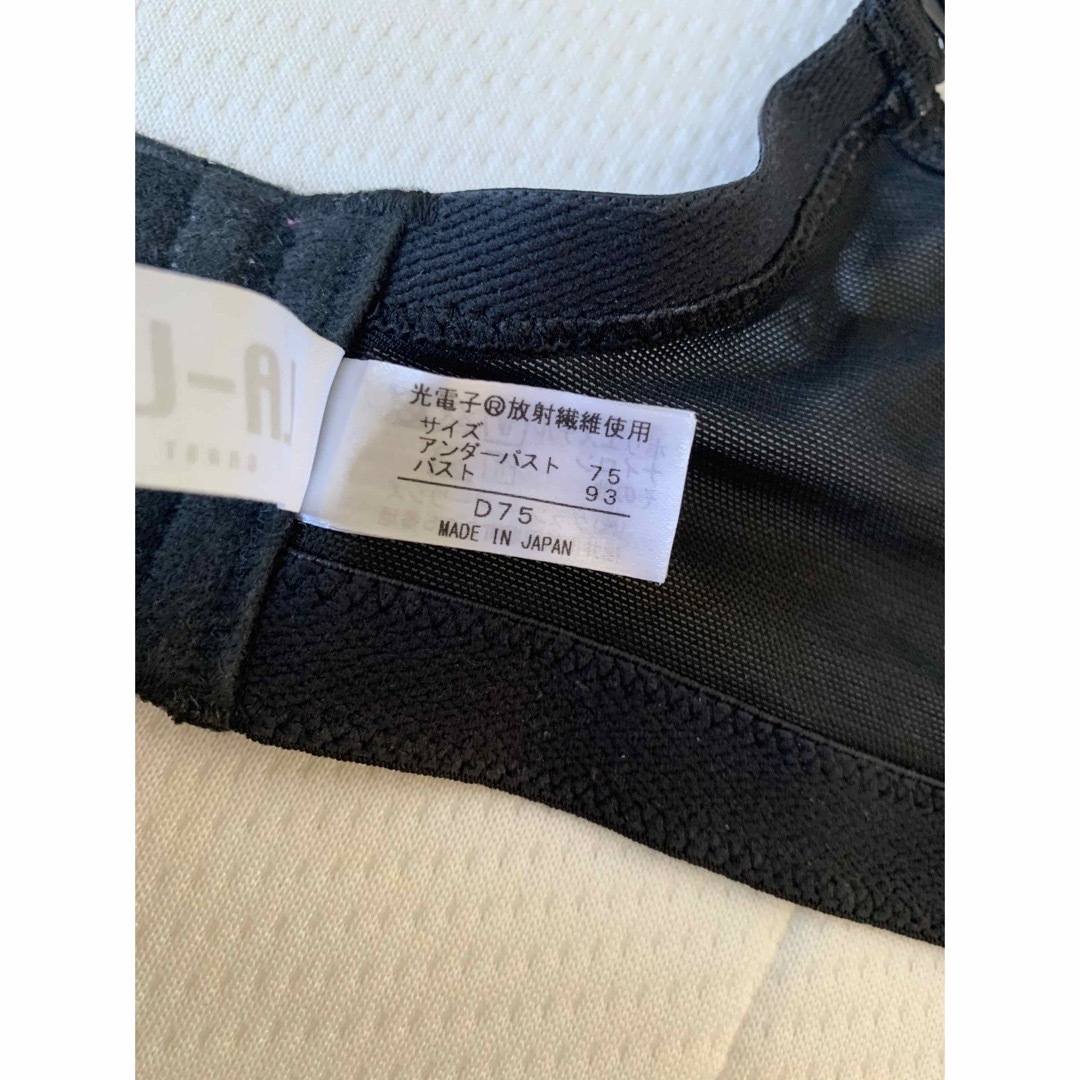 光電子®放射繊維使用
サイズ
アンダーバスト 75
バスト 93
D75
MADE IN JAPAN